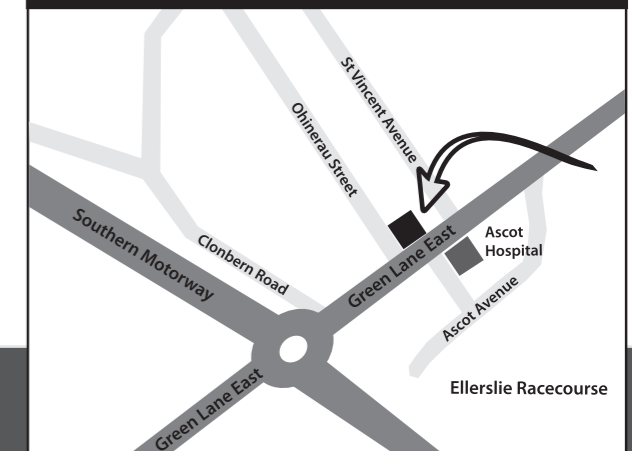 St Vincent Avenue
Ohinerau Street
Southern Motorway
Clonbern Road
Green Lane East
Ascot
Hospital
Ascot Avenue
Ellerslie Racecourse
Green Lane East